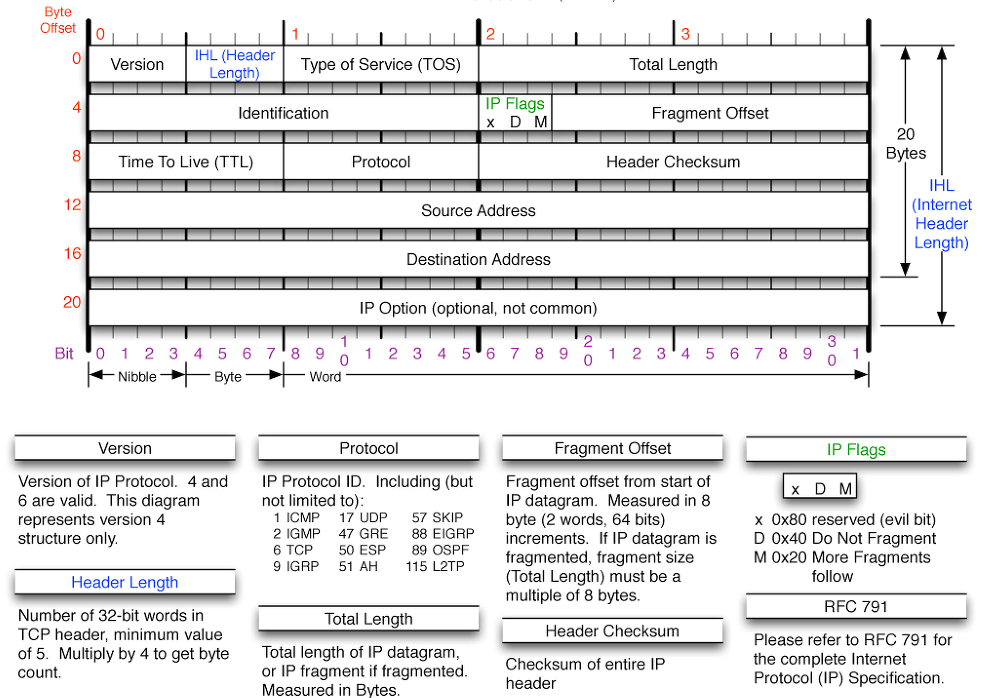 Byte
Offset
0 1 2 3
0
Version
IHL (Header
Length)
Type of Service (TOS)
Total Length
4
Identification
IP Flags
x D M
Fragment Offset
8
Time To Live (TTL)
Protocol
Header Checksum
12
Source Address
16
Destination Address
20
IP Option (optional, not common)
20
Bytes
IHL
(Internet
Header
Length)
Bit 0 1 2 3 4 5 6 7 8 9 10 1 2 3 4 5 6 7 8 9 20 1 2 3 4 5 6 7 8 9 30 1
Nibble Byte Word
Version
Version of IP Protocol. 4 and
6 are valid. This diagram
represents version 4
structure only.
Header Length
Number of 32-bit words in
TCP header, minimum value
of 5. Multiply by 4 to get byte
count.
Protocol
IP Protocol ID. Including (but
not limited to):
1 ICMP 17 UDP 57 SKIP
2 IGMP 47 GRE 88 EIGRP
6 TCP 50 ESP 89 OSPF
9 IGRP 51 AH 115 L2TP
Total Length
Total length of IP datagram,
or IP fragment if fragmented.
Measured in Bytes.
Fragment Offset
Fragment offset from start of
IP datagram. Measured in 8
byte (2 words, 64 bits)
increments. If IP datagram is
fragmented, fragment size
(Total Length) must be a
multiple of 8 bytes.
Header Checksum
Checksum of entire IP
header
IP Flags
x D M
x 0x80 reserved (evil bit)
D 0x40 Do Not Fragment
M 0x20 More Fragments
follow
RFC 791
Please refer to RFC 791 for
the complete Internet
Protocol (IP) Specification.